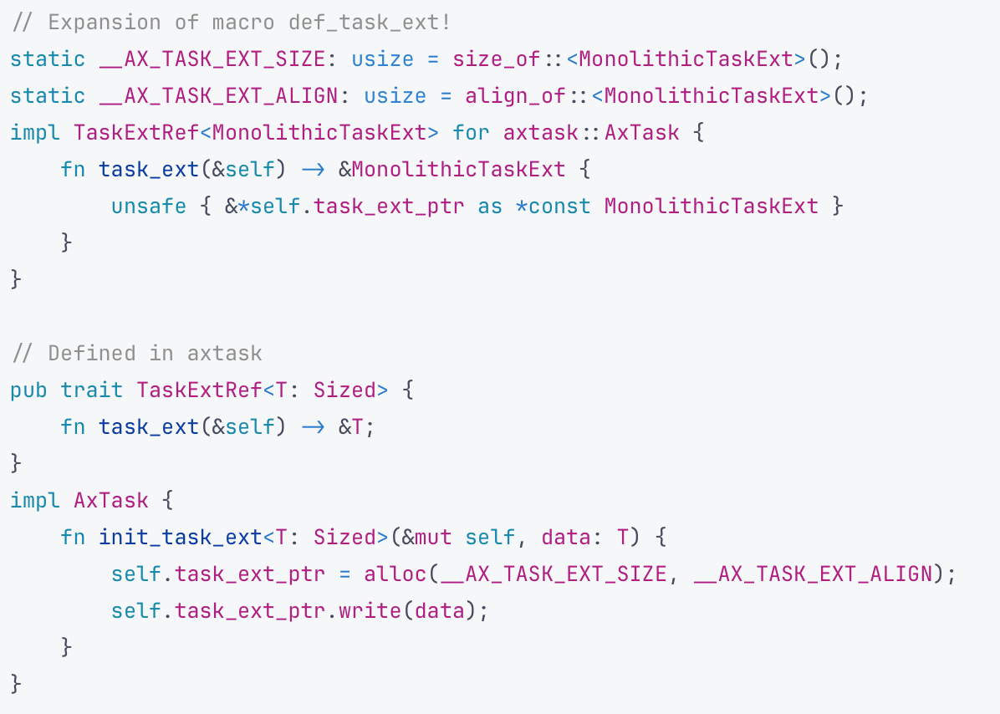 // Expansion of macro def_task_ext!
static __AX_TASK_EXT_SIZE: usize = size_of::<MonolithicTaskExt>();
static __AX_TASK_EXT_ALIGN: usize = align_of::<MonolithicTaskExt>();
impl TaskExtRef<MonolithicTaskExt> for axtask::AxTask {
    fn task_ext(&self) -> &MonolithicTaskExt {
        unsafe { &*self.task_ext_ptr as *const MonolithicTaskExt }
    }
}

// Defined in axtask
pub trait TaskExtRef<T: Sized> {
    fn task_ext(&self) -> &T;
}
impl AxTask {
    fn init_task_ext<T: Sized>(&mut self, data: T) {
        self.task_ext_ptr = alloc(__AX_TASK_EXT_SIZE, __AX_TASK_EXT_ALIGN);
        self.task_ext_ptr.write(data);
    }
}